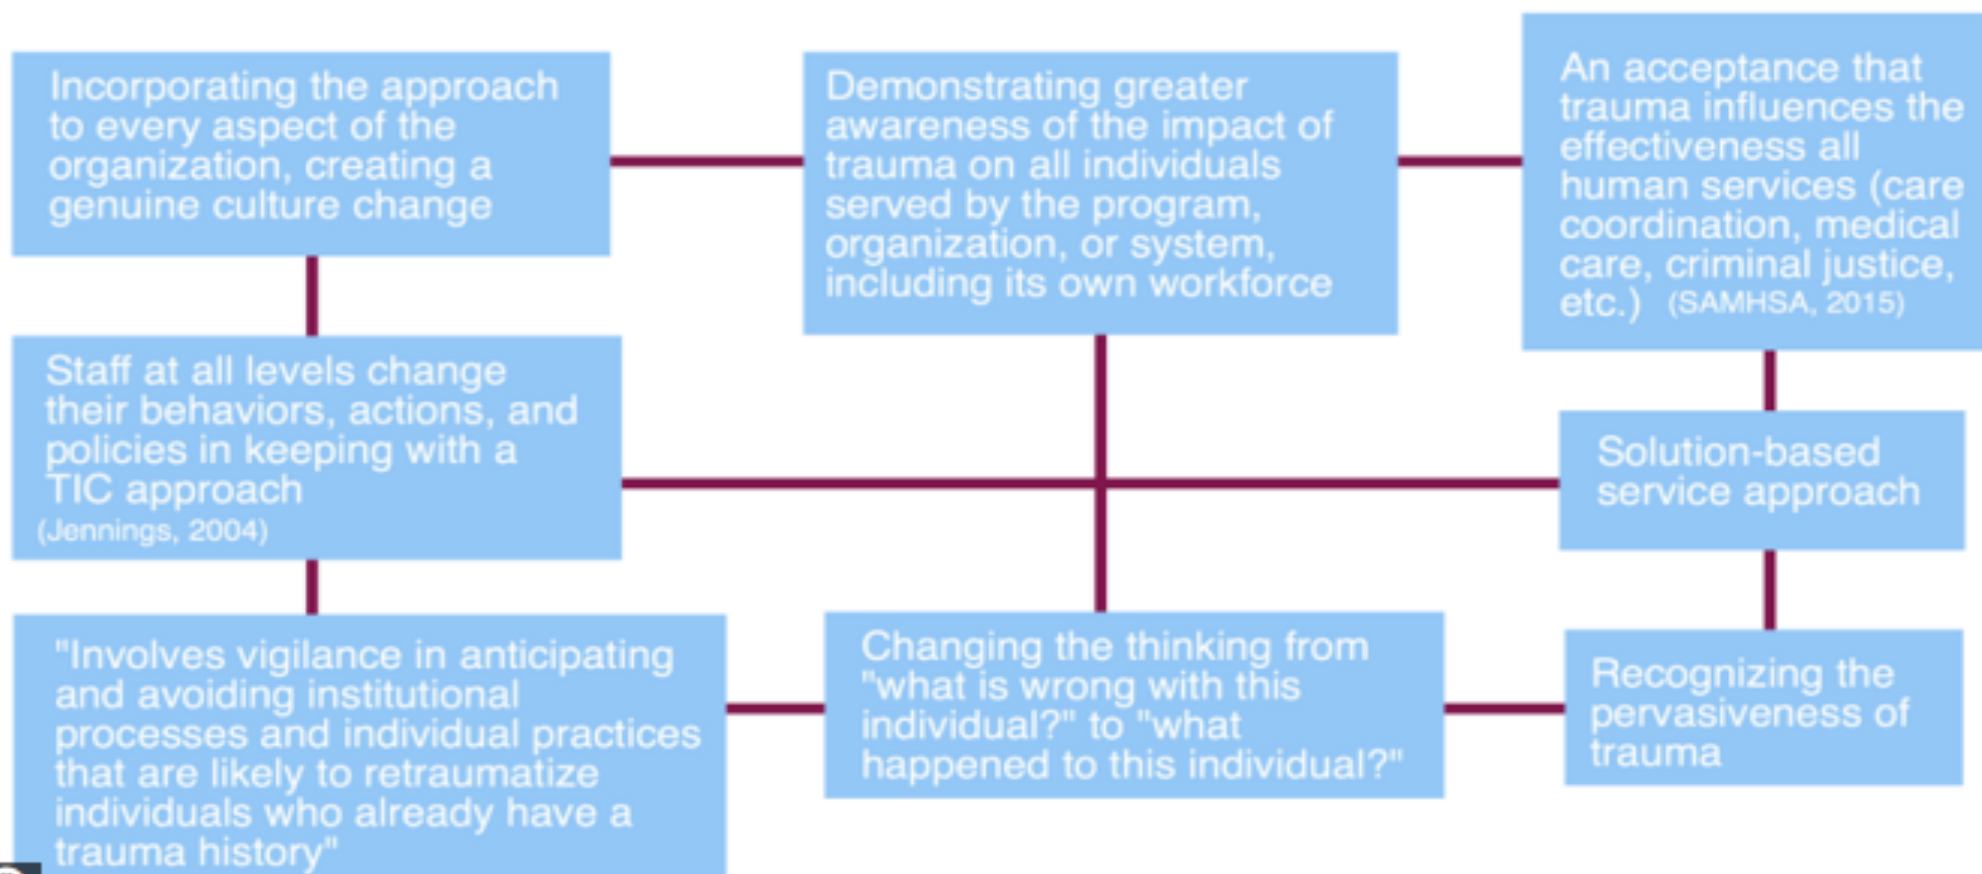 Incorporating the approach
to every aspect of the
organization, creating a
genuine culture change
Demonstrating greater
awareness of the impact of
trauma on all individuals
served by the program,
organization, or system,
including its own workforce
An acceptance that
trauma influences the
effectiveness all
human services (care
coordination, medical
care, criminal justice,
etc.) (SAMHSA, 2015)
Staff at all levels change
their behaviors, actions, and
policies in keeping with a
TIC approach
(Jennings, 2004)
Solution-based
service approach
"Involves vigilance in anticipating
and avoiding institutional
processes and individual practices
that are likely to retraumatize
individuals who already have a
trauma history"
Changing the thinking from
"what is wrong with this
individual?" to "what
happened to this individual?"
Recognizing the
pervasiveness of
trauma